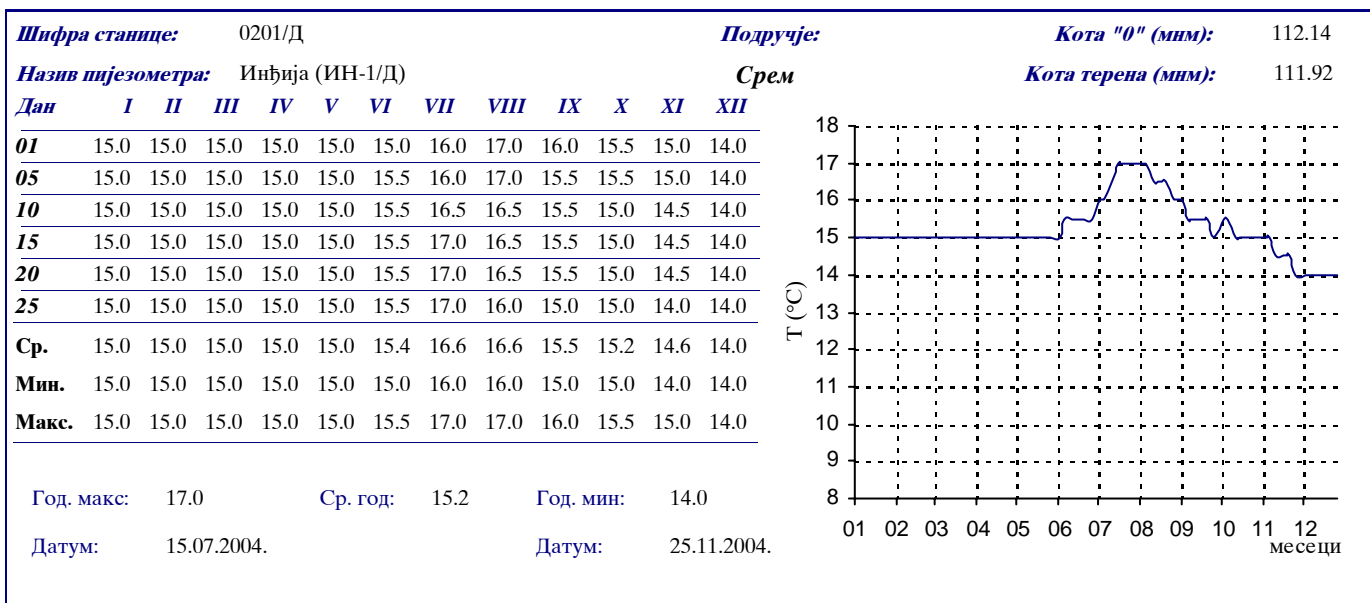 Шифра станице: 0201/Д Подручје: Кота "0" (мнм): 112.14
Назив пијезометра: Инђија (ИН-1/Д) Срем Кота терена (мнм): 111.92
Дан I II III IV V VI VII VIII IX X XI XII
01 15.0 15.0 15.0 15.0 15.0 15.0 16.0 17.0 16.0 15.5 15.0 14.0
05 15.0 15.0 15.0 15.0 15.0 15.5 16.0 17.0 15.5 15.5 15.0 14.0
10 15.0 15.0 15.0 15.0 15.0 15.5 16.5 16.5 15.5 15.0 14.5 14.0
15 15.0 15.0 15.0 15.0 15.0 15.5 17.0 16.5 15.5 15.0 14.5 14.0
20 15.0 15.0 15.0 15.0 15.0 15.5 17.0 16.5 15.5 15.0 14.5 14.0
25 15.0 15.0 15.0 15.0 15.0 15.5 17.0 16.0 15.0 15.0 14.0 14.0
Ср. 15.0 15.0 15.0 15.0 15.0 15.4 16.6 16.6 15.5 15.2 14.6 14.0
Мин. 15.0 15.0 15.0 15.0 15.0 15.0 16.0 16.0 15.0 15.0 14.0 14.0
Макс. 15.0 15.0 15.0 15.0 15.0 15.5 17.0 17.0 16.0 15.5 15.0 14.0
Год. макс: 17.0 Ср. год: 15.2 Год. мин: 14.0
Датум: 15.07.2004. Датум: 25.11.2004.
18
17
16
15
14
13
12
11
10
9
8
T (°C)
01 02 03 04 05 06 07 08 09 10 11 12
месеци